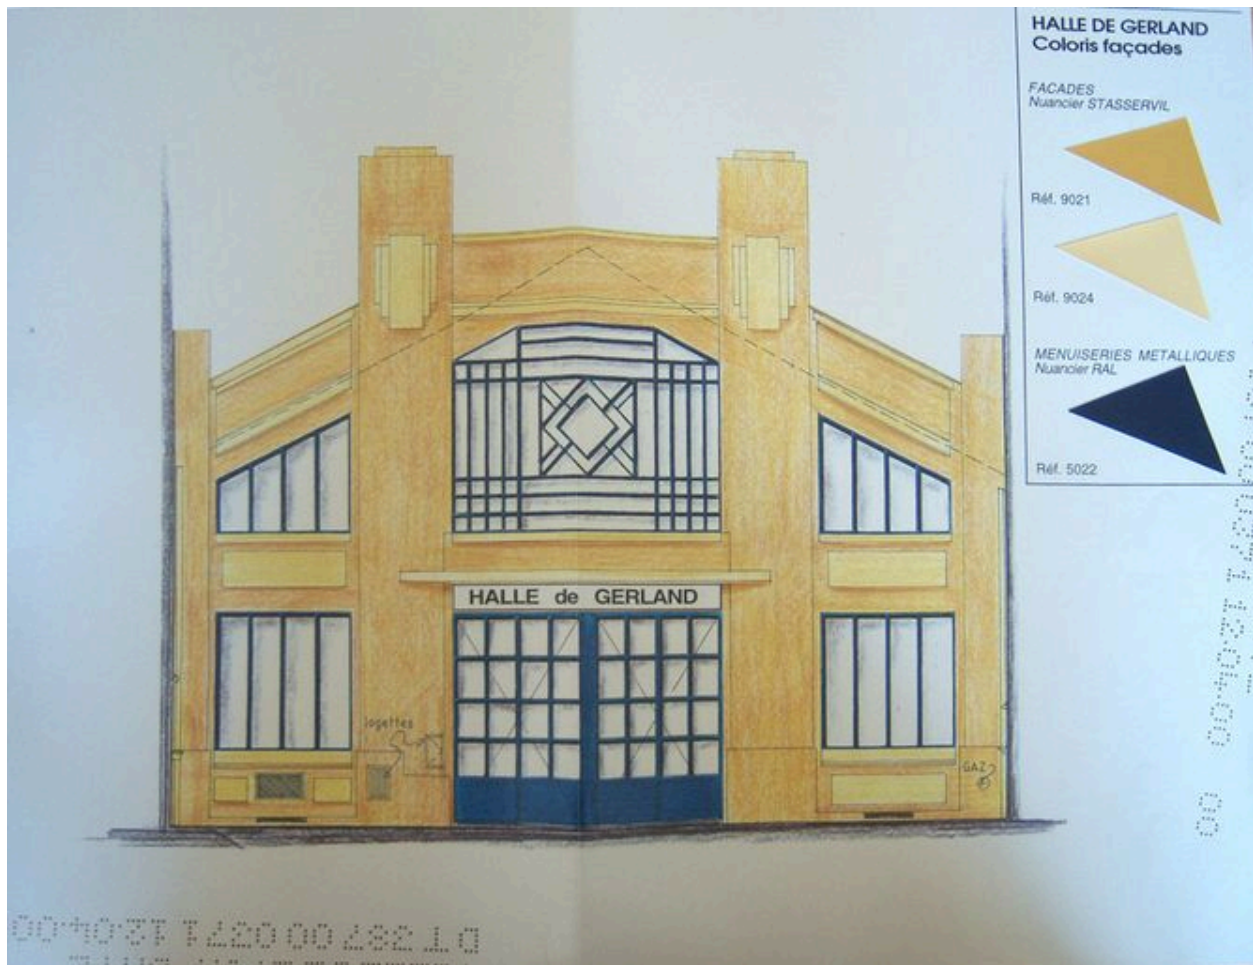 HALLE DE GERLAND
Coloris façades
FACADES
Nuancier STASSERVIL
Réf. 9021
Réf. 9024
MENUISERIES METALLIQUES
Nuancier RAL
Réf. 5022
HALLE de GERLAND
logettes
GAZ